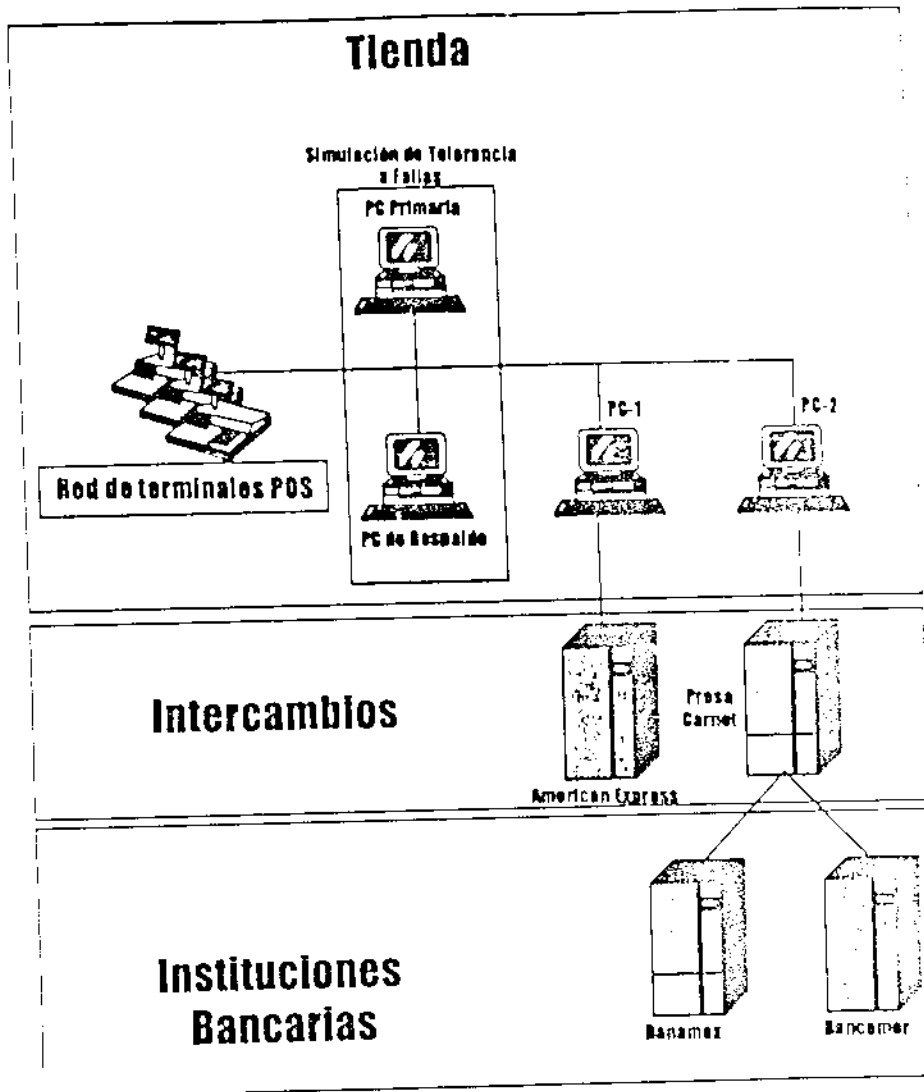 Tienda
Simulación de Tolerancia
a Fallas
PC Primaria
PC-1
PC-2
Red de terminales POS
PC de Respaldo
Intercambios
Prosa
Carnet
American Express
Instituciones
Bancarias
Banamex
Bancomer